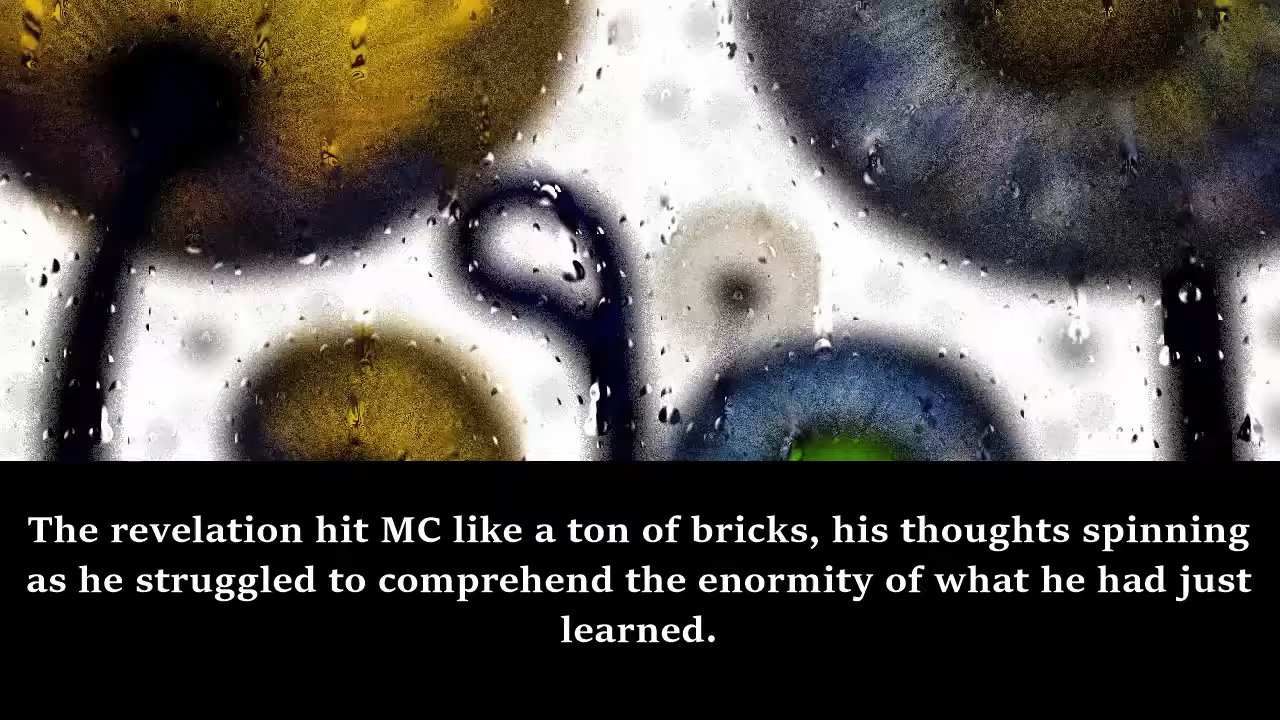 The revelation hit MC like a ton of bricks, his thoughts spinning
as he struggled to comprehend the enormity of what he had just
learned.